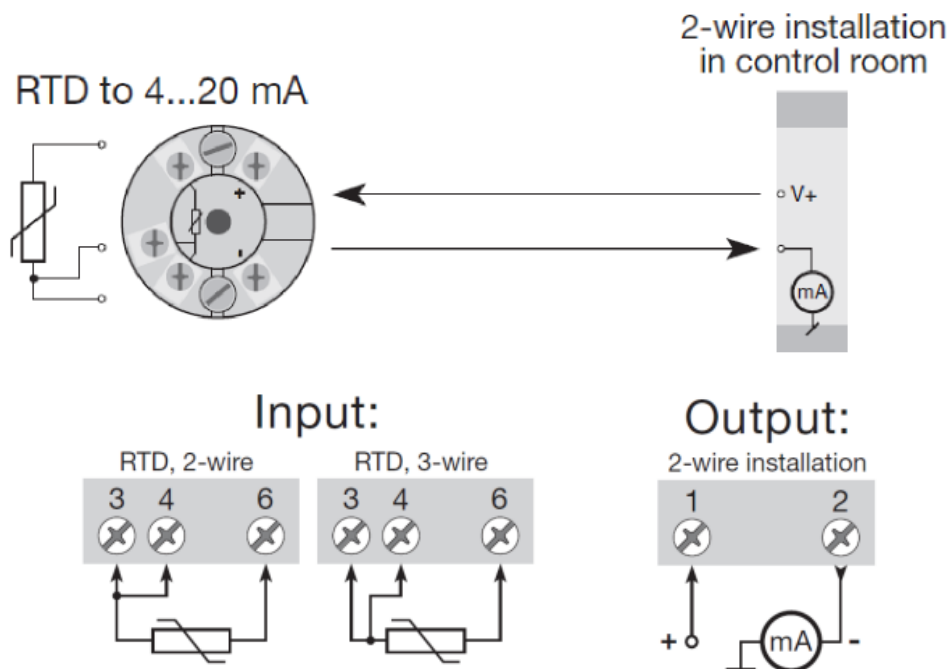 2-wire installation
in control room
RTD to 4...20 mA
+
-
V+
mA
Input:
Output:
RTD, 2-wire
RTD, 3-wire
2-wire installation
3 4 6
3 4 6
1 2
+ mA -